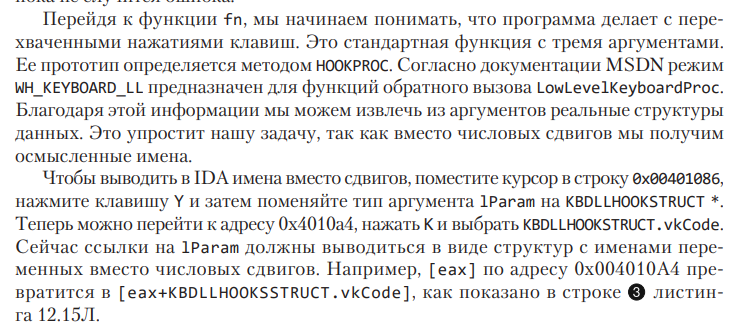 Перейдя к функции fn, мы начинаем понимать, что программа делает с пере-
хваченными нажатиями клавиш. Это стандартная функция с тремя аргументами.
Ее прототип определяется методом HOOKPROC. Согласно документации MSDN режим
WH_KEYBOARD_LL предназначен для функций обратного вызова LowLevelKeyboardProc.
Благодаря этой информации мы можем извлечь из аргументов реальные структуры
данных. Это упростит нашу задачу, так как вместо числовых сдвигов мы получим
осмысленные имена.
Чтобы выводить в IDA имена вместо сдвигов, поместите курсор в строку 0x00401086,
нажмите клавишу Y и затем поменяйте тип аргумента lParam на KBDLLHOOKSTRUCT *.
Теперь можно перейти к адресу 0x4010a4, нажать K и выбрать KBDLLHOOKSTRUCT.vkCode.
Сейчас ссылки на lParam должны выводиться в виде структур с именами пере-
менных вместо числовых сдвигов. Например, [eax] по адресу 0x004010A4 пре-
вратится в [eax+KBDLLHOOKSSTRUCT.vkCode], как показано в строке ❸ листин-
га 12.15Л.